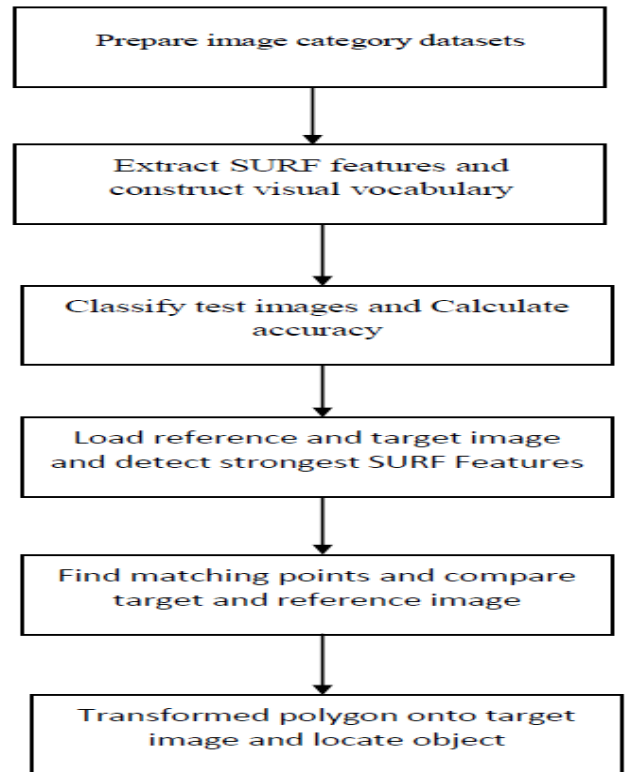 Prepare image category datasets
Extract SURF features and
construct visual vocabulary
Classify test images and Calculate
accuracy
Load reference and target image
and detect strongest SURF Features
Find matching points and compare
target and reference image
Transformed polygon onto target
image and locate object